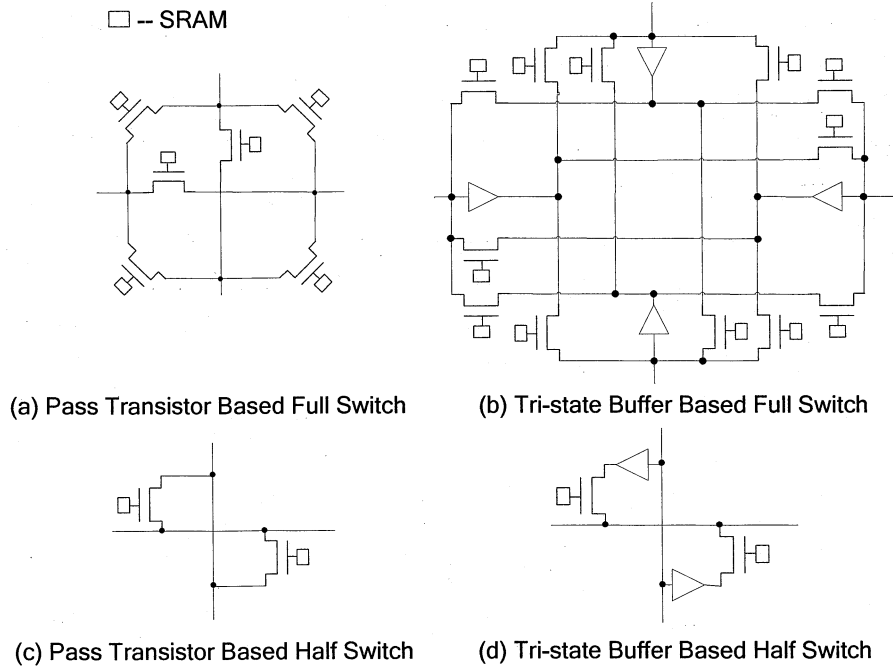 -- SRAM
(a) Pass Transistor Based Full Switch
(b) Tri-state Buffer Based Full Switch
(c) Pass Transistor Based Half Switch
(d) Tri-state Buffer Based Half Switch